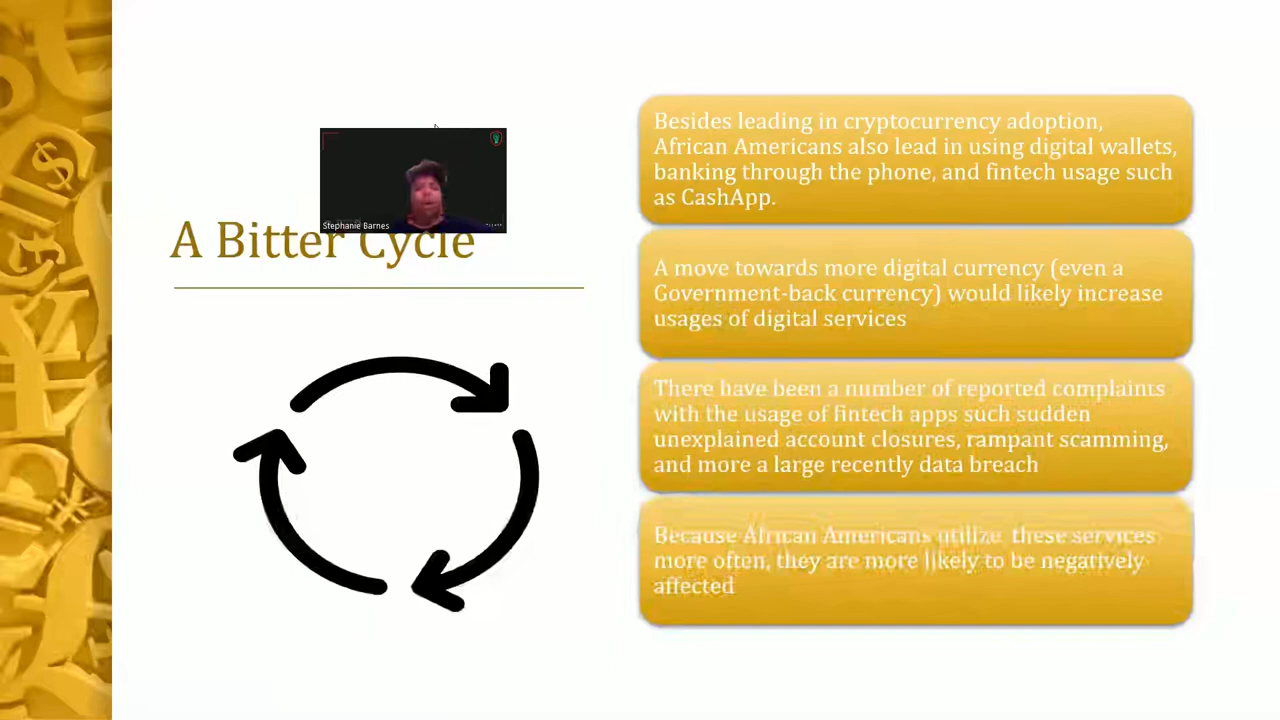 Stephanie Barnes
A Bitter Cycle
Besides leading in cryptocurrency adoption,
African Americans also lead in using digital wallets,
banking through the phone, and fintech usage such
as CashApp.
A move towards more digital currency (even a
Government-back currency) would likely increase
usages of digital services
There have been a number of reported complaints
with the usage of fintech apps such sudden
unexplained account closures, rampant scamming,
and more a large recently data breach
Because African Americans utilize these services
more often, they are more likely to be negatively
affected